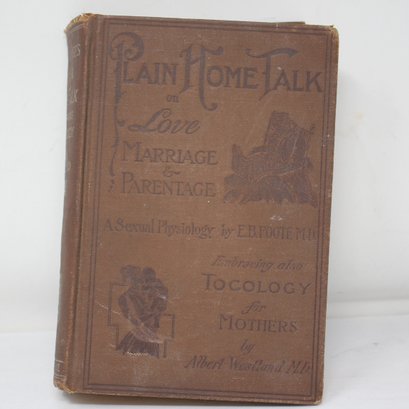 PLAIN HOME TALK
on
Love
MARRIAGE
&
PARENTAGE
A Sexual Physiology by E.B. FOOTE M.D.
Embracing also
TOCOLOGY
for
MOTHERS
by
Albert Westland M.D.